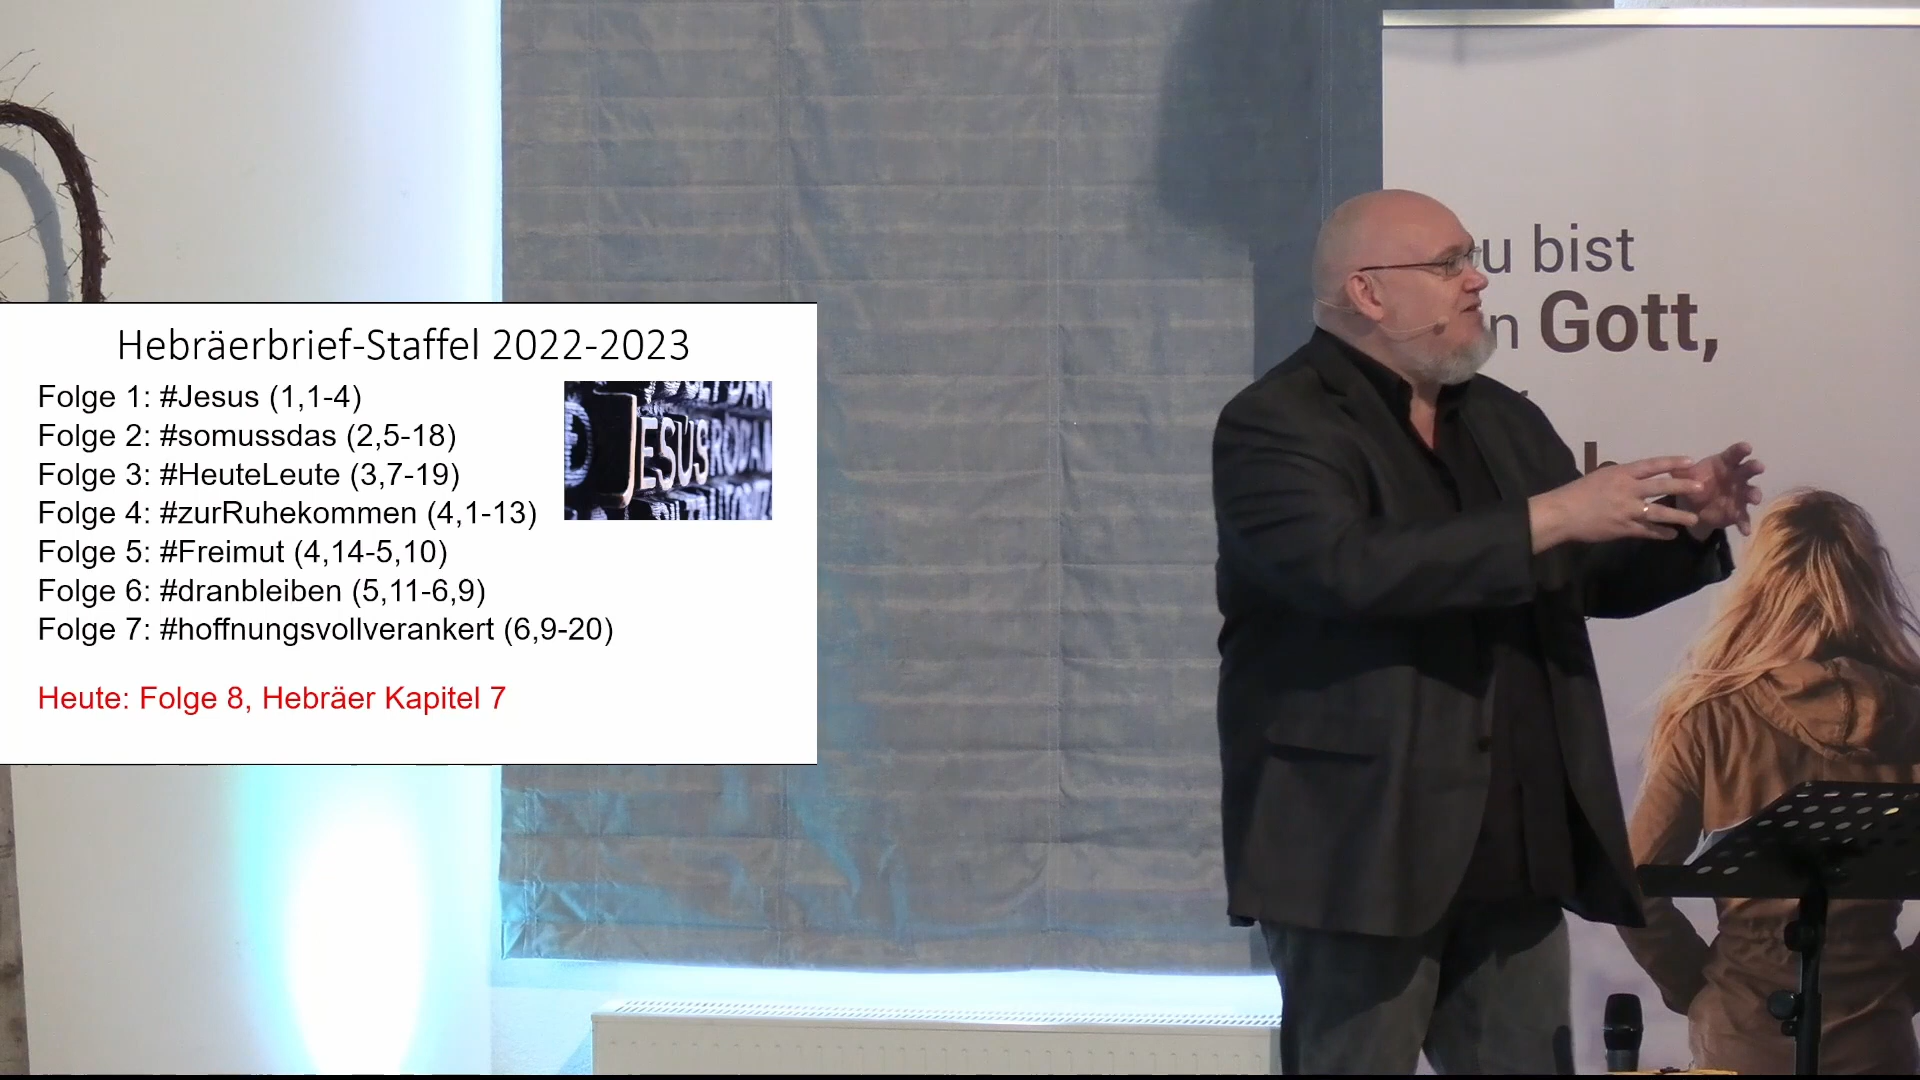 Hebräerbrief-Staffel 2022-2023
Folge 1: #Jesus (1,1-4)
Folge 2: #somussdas (2,5-18)
Folge 3: #HeuteLeute (3,7-19)
Folge 4: #zurRuhekommen (4,1-13)
Folge 5: #Freimut (4,14-5,10)
Folge 6: #dranbleiben (5,11-6,9)
Folge 7: #hoffnungsvollverankert (6,9-20)
Heute: Folge 8, Hebräer Kapitel 7
JESUS
u bist
n Gott,